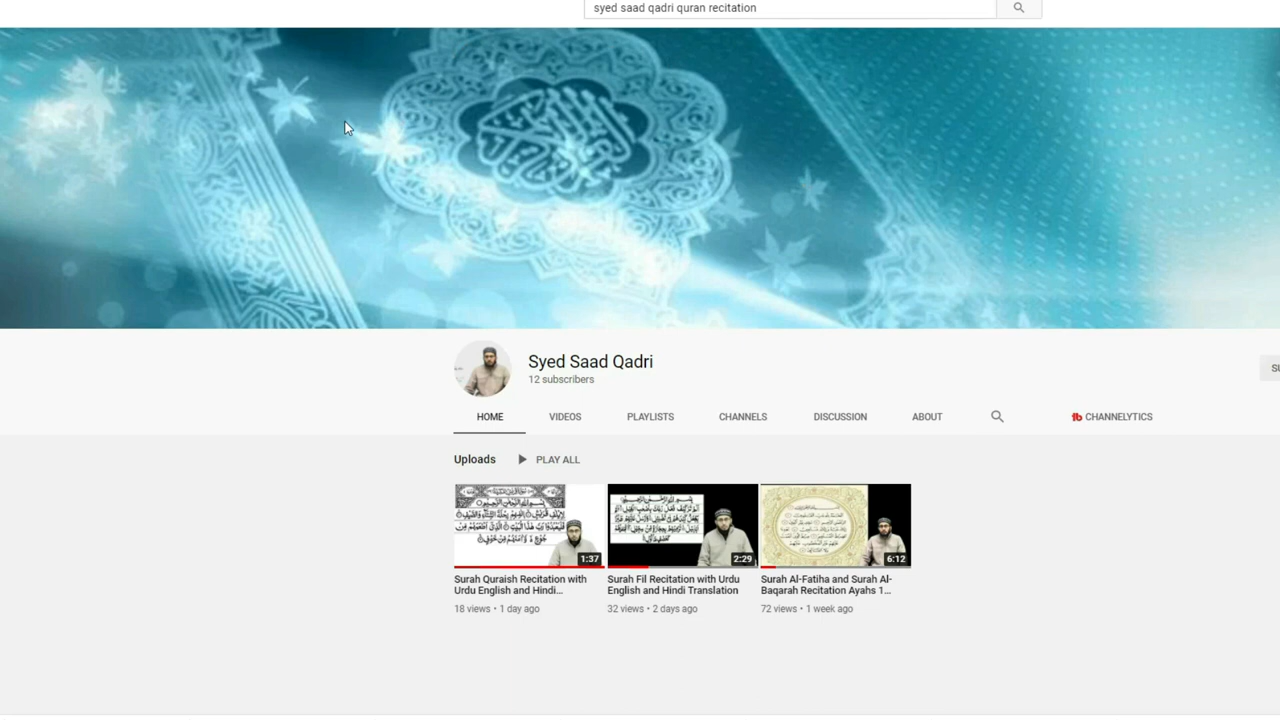 syed saad qadri quran recitation
Syed Saad Qadri
12 subscribers
HOME VIDEOS PLAYLISTS CHANNELS DISCUSSION ABOUT CHANNELYTICS
Uploads PLAY ALL
1:37 2:29 6:12
Surah Quraish Recitation with
Urdu English and Hindi...
18 views • 1 day ago
Surah Fil Recitation with Urdu
English and Hindi Translation
32 views • 2 days ago
Surah Al-Fatiha and Surah Al-
Baqarah Recitation Ayahs 1...
72 views • 1 week ago